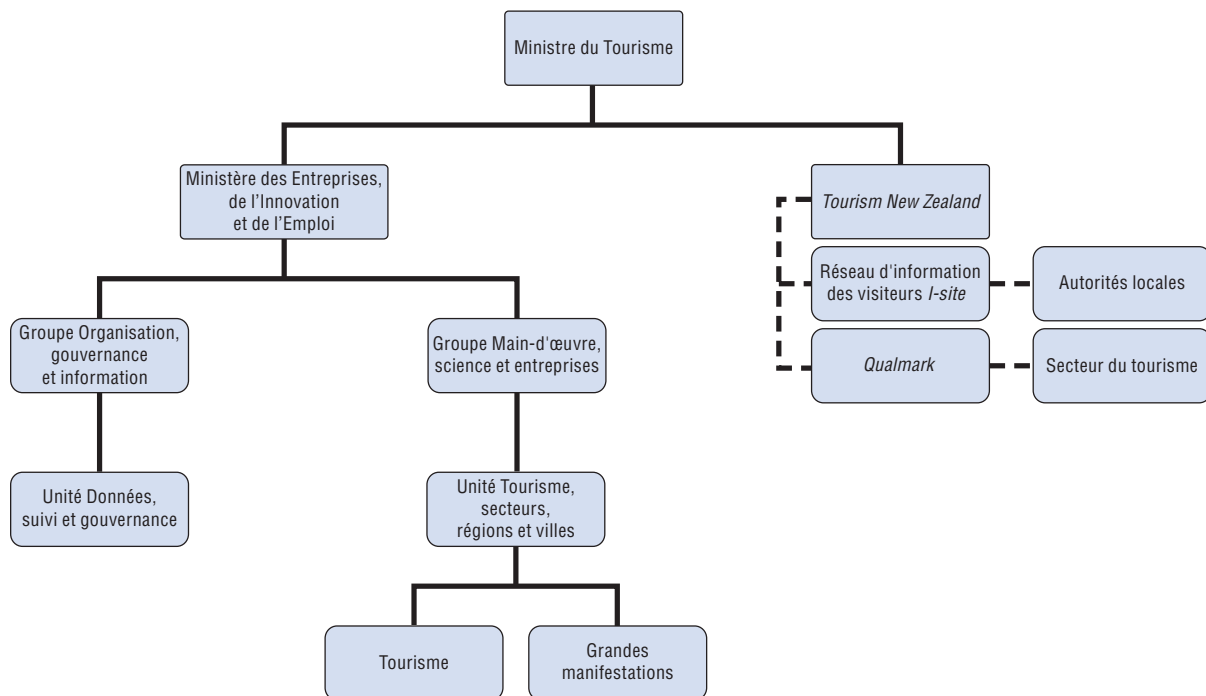 Ministre du Tourisme
Ministère des Entreprises,
de l'Innovation
et de l'Emploi
Tourism New Zealand
Réseau d'information
des visiteurs I-site
Autorités locales
Groupe Organisation,
gouvernance
et information
Groupe Main-d'œuvre,
science et entreprises
Qualmark
Secteur du tourisme
Unité Données,
suivi et gouvernance
Unité Tourisme,
secteurs,
régions et villes
Tourisme
Grandes
manifestations